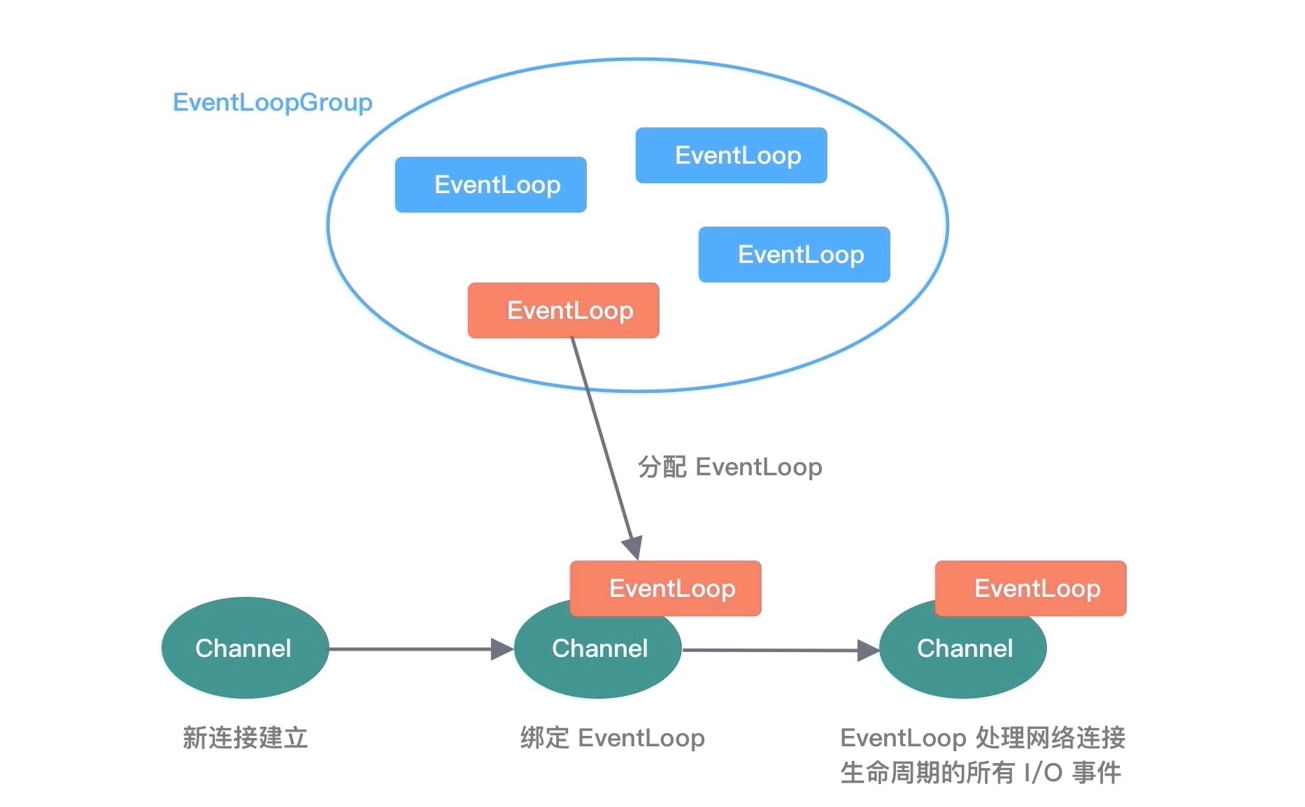 EventLoopGroup
EventLoop
EventLoop
EventLoop
EventLoop
分配 EventLoop
EventLoop
EventLoop
Channel
Channel
Channel
新连接建立
绑定 EventLoop
EventLoop 处理网络连接
生命周期的所有 I/O 事件